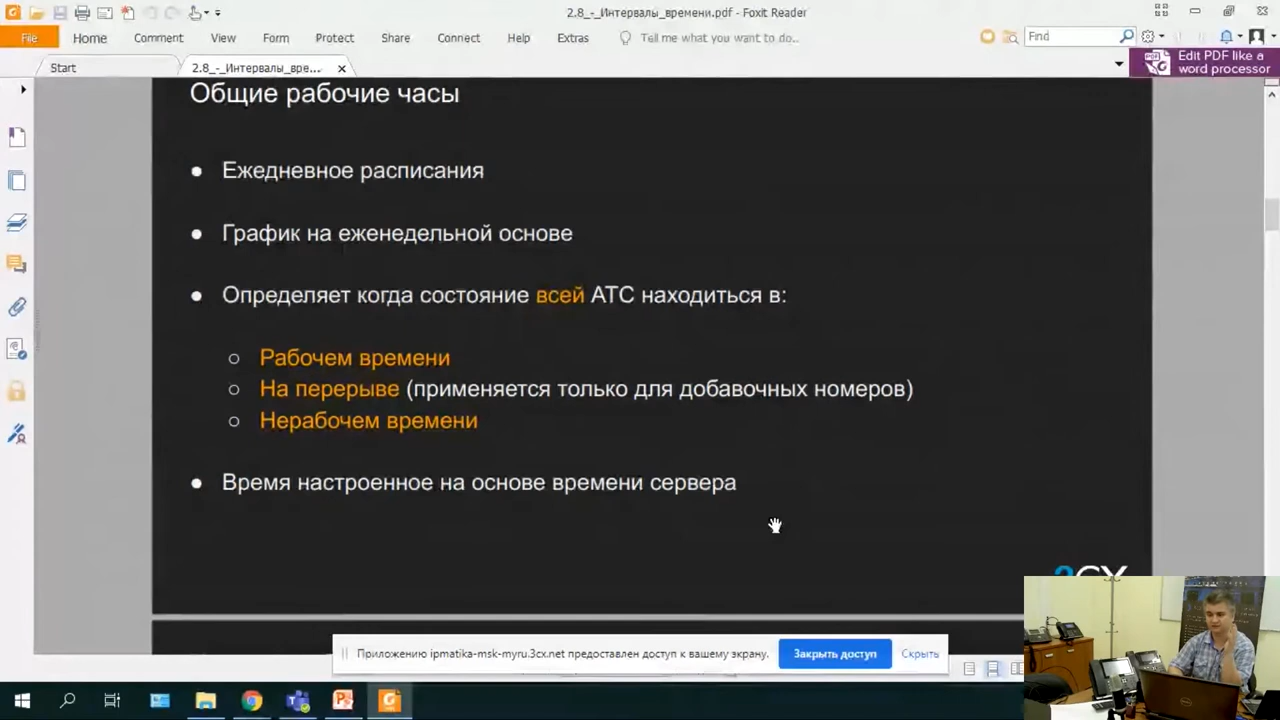 2.8_-_Интервалы_времени.pdf - Foxit Reader
File Home Comment View Form Protect Share Connect Help Extras Tell me what you want to do.. Find
Start 2.8_-_Интервалы_вре... Edit PDF like a
word processor
Общие рабочие часы
● Ежедневное расписания
● График на еженедельной основе
● Определяет когда состояние всей АТС находиться в:
○ Рабочем времени
○ На перерыве (применяется только для добавочных номеров)
○ Нерабочем времени
● Время настроенное на основе времени сервера
Приложению ipmatika-msk-myru.3cx.net предоставлен доступ к вашему экрану. Закрыть доступ Скрыть